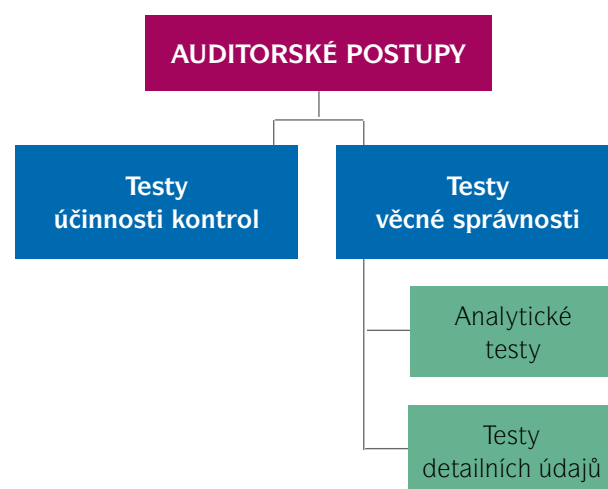 AUDITORSKÉ POSTUPY
Testy
účinnosti kontrol
Testy
věcné správnosti
Analytické
testy
Testy
detailních údajů